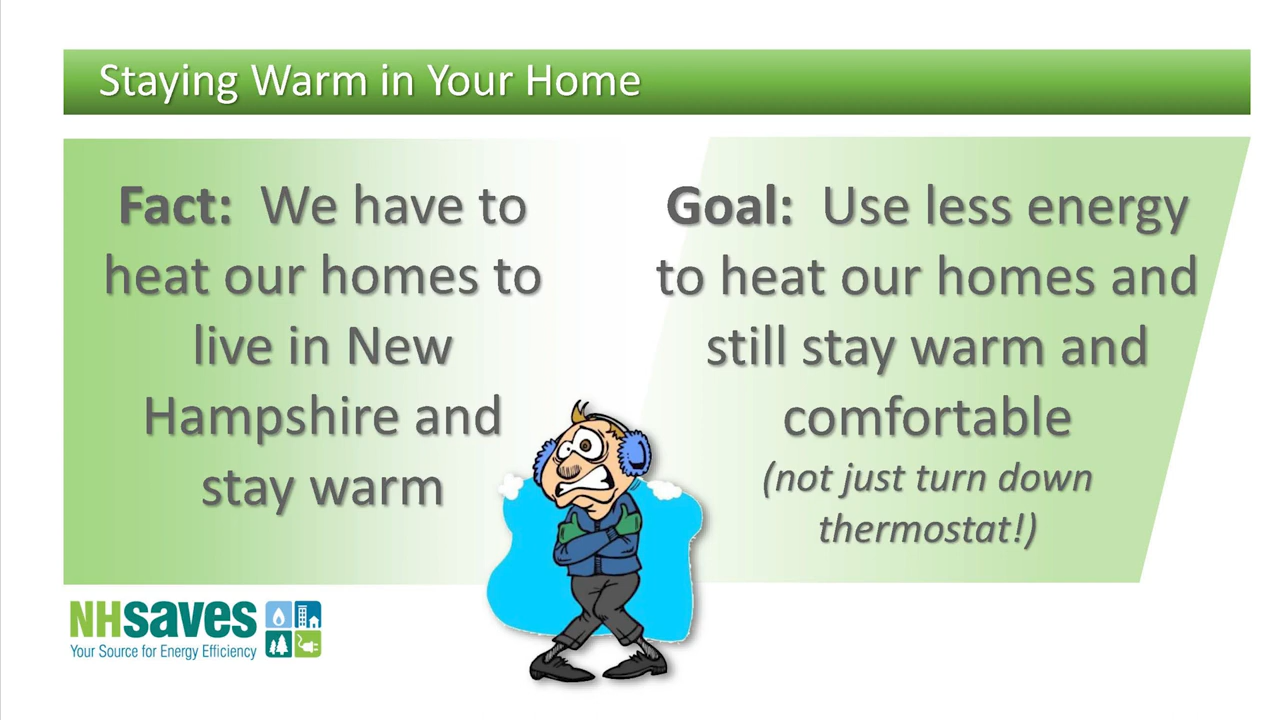 Staying Warm in Your Home
Fact: We have to
heat our homes to
live in New
Hampshire and
stay warm
Goal: Use less energy
to heat our homes and
still stay warm and
comfortable
(not just turn down
thermostat!)
NHsaves
Your Source for Energy Efficiency